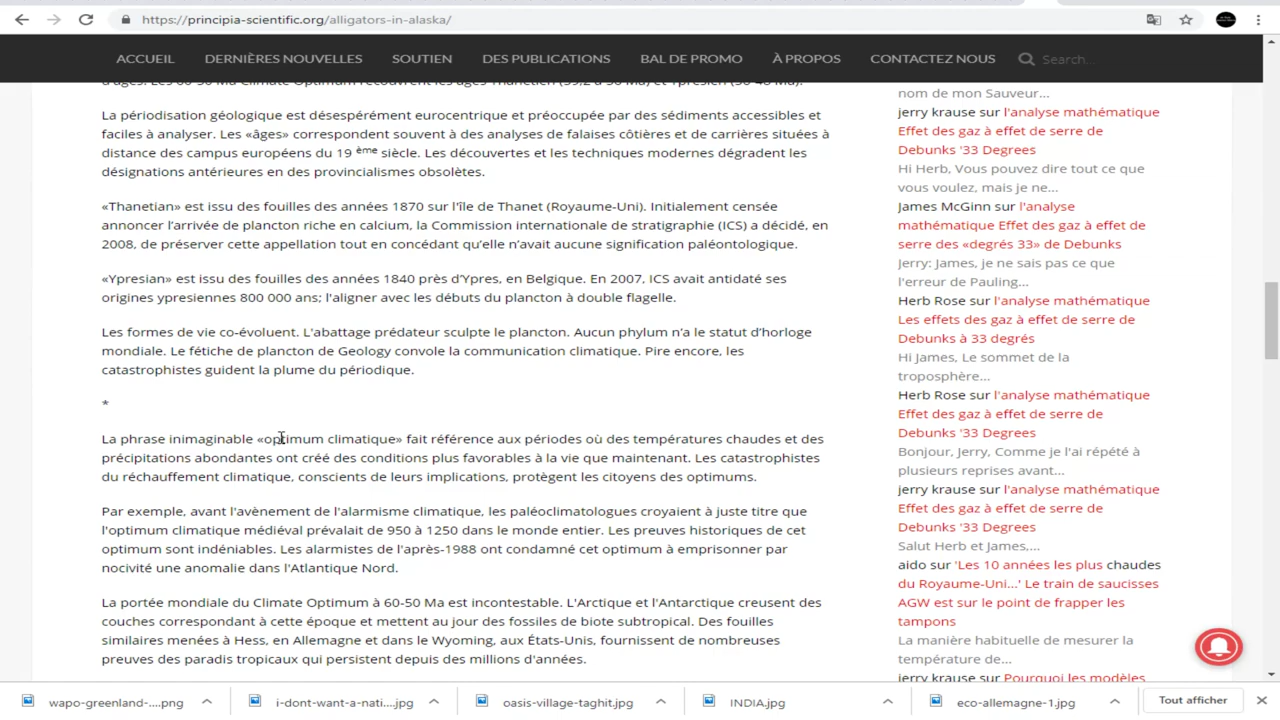 https://principia-scientific.org/alligators-in-alaska/
ACCUEIL DERNIÈRES NOUVELLES SOUTIEN DES PUBLICATIONS BAL DE PROMO À PROPOS CONTACTEZ NOUS Search...
d'âges. Les 60-50 Ma Climate Optimum recouvrent les âges Thanétien (59,2 à 56 Ma) et Yprésien (56-48 Ma).
La périodisation géologique est désespérément eurocentrique et préoccupée par des sédiments accessibles et
faciles à analyser. Les «âges» correspondent souvent à des analyses de falaises côtières et de carrières situées à
distance des campus européens du 19 ème siècle. Les découvertes et les techniques modernes dégradent les
désignations antérieures en des provincialismes obsolètes.
«Thanetian» est issu des fouilles des années 1870 sur l'île de Thanet (Royaume-Uni). Initialement censée
annoncer l'arrivée de plancton riche en calcium, la Commission internationale de stratigraphie (ICS) a décidé, en
2008, de préserver cette appellation tout en concédant qu'elle n'avait aucune signification paléontologique.
«Ypresian» est issu des fouilles des années 1840 près d'Ypres, en Belgique. En 2007, ICS avait antidaté ses
origines ypresiennes 800 000 ans; l'aligner avec les débuts du plancton à double flagelle.
Les formes de vie co-évoluent. L'abattage prédateur sculpte le plancton. Aucun phylum n'a le statut d'horloge
mondiale. Le fétiche de plancton de Geology convole la communication climatique. Pire encore, les
catastrophistes guident la plume du périodique.
*
La phrase inimaginable «optimum climatique» fait référence aux périodes où des températures chaudes et des
précipitations abondantes ont créé des conditions plus favorables à la vie que maintenant. Les catastrophistes
du réchauffement climatique, conscients de leurs implications, protègent les citoyens des optimums.
Par exemple, avant l'avènement de l'alarmisme climatique, les paléoclimatologues croyaient à juste titre que
l'optimum climatique médiéval prévalait de 950 à 1250 dans le monde entier. Les preuves historiques de cet
optimum sont indéniables. Les alarmistes de l'après-1988 ont condamné cet optimum à emprisonner par
nocivité une anomalie dans l'Atlantique Nord.
La portée mondiale du Climate Optimum à 60-50 Ma est incontestable. L'Arctique et l'Antarctique creusent des
couches correspondant à cette époque et mettent au jour des fossiles de biote subtropical. Des fouilles
similaires menées à Hess, en Allemagne et dans le Wyoming, aux États-Unis, fournissent de nombreuses
preuves des paradis tropicaux qui persistent depuis des millions d'années.
nom de mon Sauveur...
jerry krause sur l'analyse mathématique
Effet des gaz à effet de serre de
Debunks '33 Degrees
Hi Herb, Vous pouvez dire tout ce que
vous voulez, mais je ne...
James McGinn sur l'analyse
mathématique Effet des gaz à effet de
serre des «degrés 33» de Debunks
Jerry: James, je ne sais pas ce que
l'erreur de Pauling...
Herb Rose sur l'analyse mathématique
Les effets des gaz à effet de serre de
Debunks à 33 degrés
Hi James, Le sommet de la
troposphère...
Herb Rose sur l'analyse mathématique
Effet des gaz à effet de serre de
Debunks '33 Degrees
Bonjour, Jerry, Comme je l'ai répété à
plusieurs reprises avant...
jerry krause sur l'analyse mathématique
Effet des gaz à effet de serre de
Debunks '33 Degrees
Salut Herb et James,...
aido sur 'Les 10 années les plus chaudes
du Royaume-Uni...' Le train de saucisses
AGW est sur le point de frapper les
tampons
La manière habituelle de mesurer la
température de...
jerry krause sur Pourquoi les modèles
wapo-greenland-....png i-dont-want-a-nati....jpg oasis-village-taghit.jpg INDIA.jpg eco-allemagne-1.jpg Tout afficher